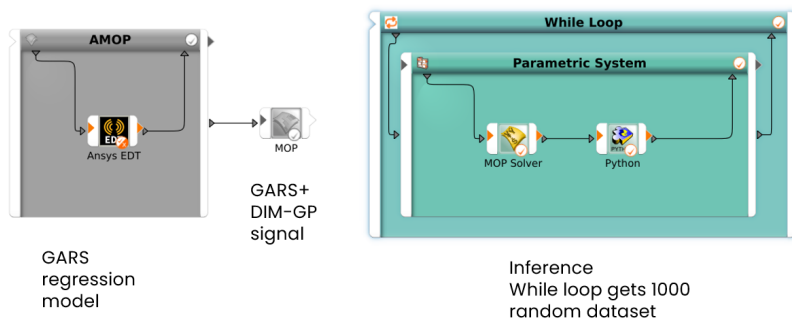 AMOP
Ansys EDT
MOP
GARS+
DIM-GP
signal
GARS
regression
model
While Loop
Parametric System
MOP Solver
Python
Inference
While loop gets 1000
random dataset